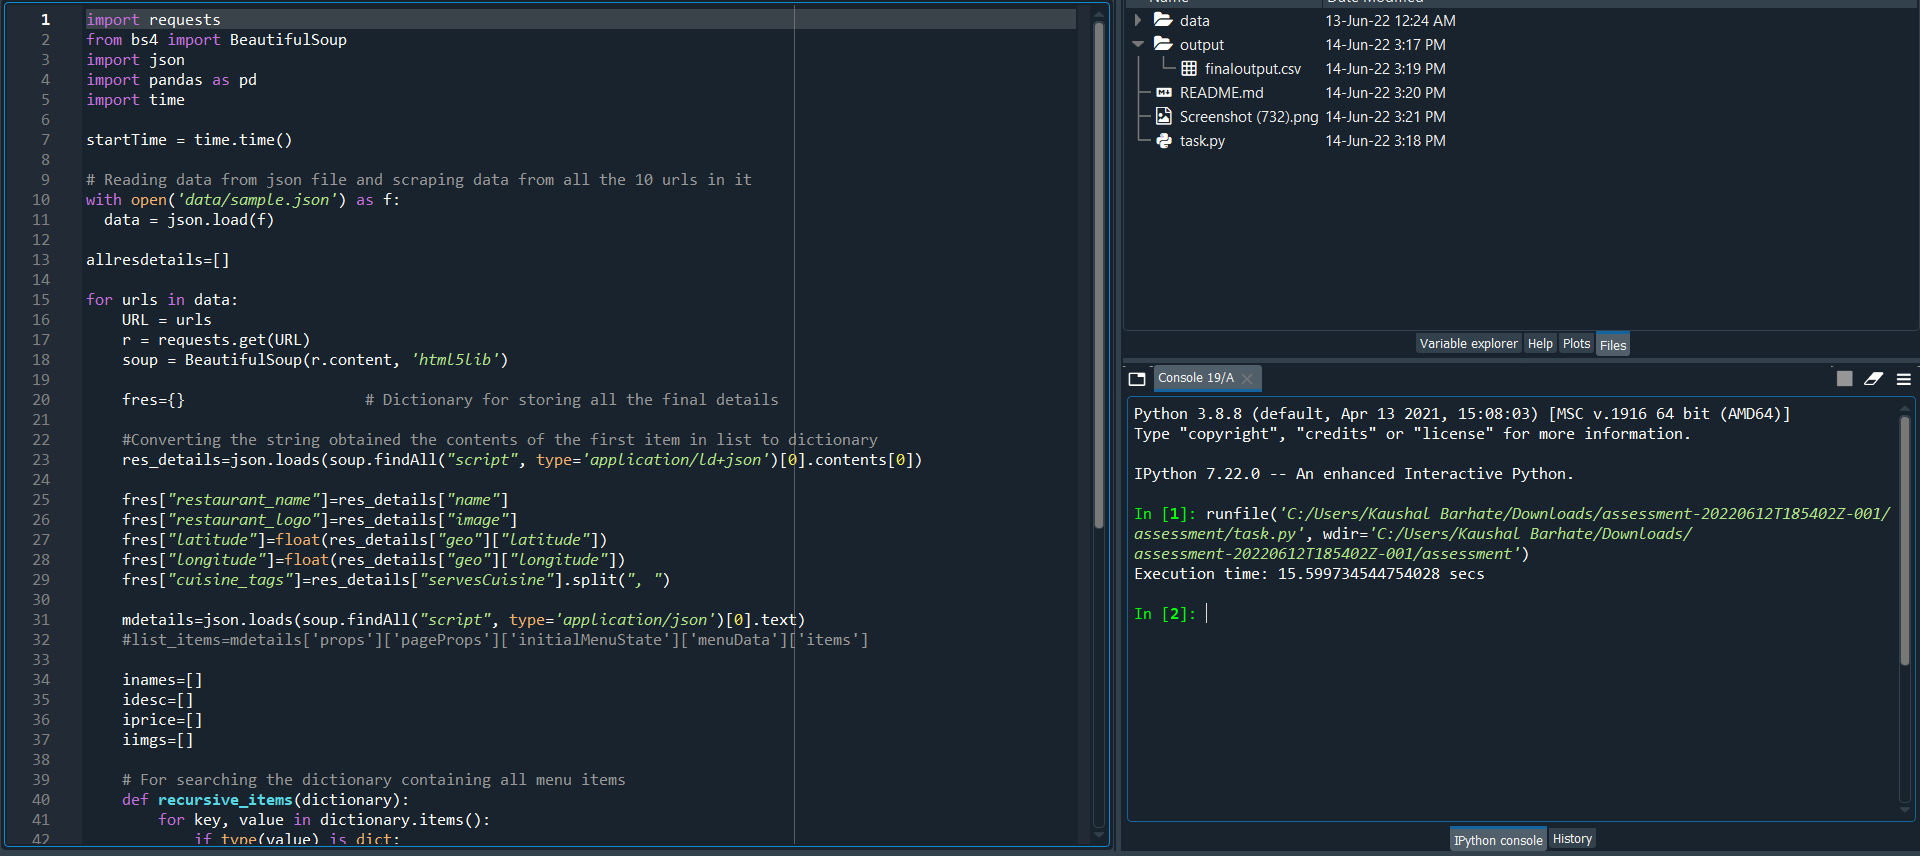 1 import requests
2 from bs4 import BeautifulSoup
3 import json
4 import pandas as pd
5 import time
6
7 startTime = time.time()
8
9 # Reading data from json file and scraping data from all the 10 urls in it
10 with open('data/sample.json') as f:
11   data = json.load(f)
12
13 allresdetails=[]
14
15 for urls in data:
16     URL = urls
17     r = requests.get(URL)
18     soup = BeautifulSoup(r.content, 'html5lib')
19
20     fres={}                    # Dictionary for storing all the final details
21
22     #Converting the string obtained the contents of the first item in list to dictionary
23     res_details=json.loads(soup.findAll("script", type='application/ld+json')[0].contents[0])
24
25     fres["restaurant_name"]=res_details["name"]
26     fres["restaurant_logo"]=res_details["image"]
27     fres["latitude"]=float(res_details["geo"]["latitude"])
28     fres["longitude"]=float(res_details["geo"]["longitude"])
29     fres["cuisine_tags"]=res_details["servesCuisine"].split(", ")
30
31     mdetails=json.loads(soup.findAll("script", type='application/json')[0].text)
32     #list_items=mdetails['props']['pageProps']['initialMenuState']['menuData']['items']
33
34     inames=[]
35     idesc=[]
36     iprice=[]
37     iimgs=[]
38
39     # For searching the dictionary containing all menu items
40     def recursive_items(dictionary):
41         for key, value in dictionary.items():
42             if type(value) is dict:
Name Date Modified
data 13-Jun-22 12:24 AM
output 14-Jun-22 3:17 PM
finaloutput.csv 14-Jun-22 3:19 PM
README.md 14-Jun-22 3:20 PM
Screenshot (732).png 14-Jun-22 3:21 PM
task.py 14-Jun-22 3:18 PM
Variable explorer Help Plots Files
Console 19/A
Python 3.8.8 (default, Apr 13 2021, 15:08:03) [MSC v.1916 64 bit (AMD64)]
Type "copyright", "credits" or "license" for more information.
IPython 7.22.0 -- An enhanced Interactive Python.
In [1]: runfile('C:/Users/Kaushal Barhate/Downloads/assessment-20220612T185402Z-001/
assessment/task.py', wdir='C:/Users/Kaushal Barhate/Downloads/
assessment-20220612T185402Z-001/assessment')
Execution time: 15.599734544754028 secs
In [2]:
IPython console History